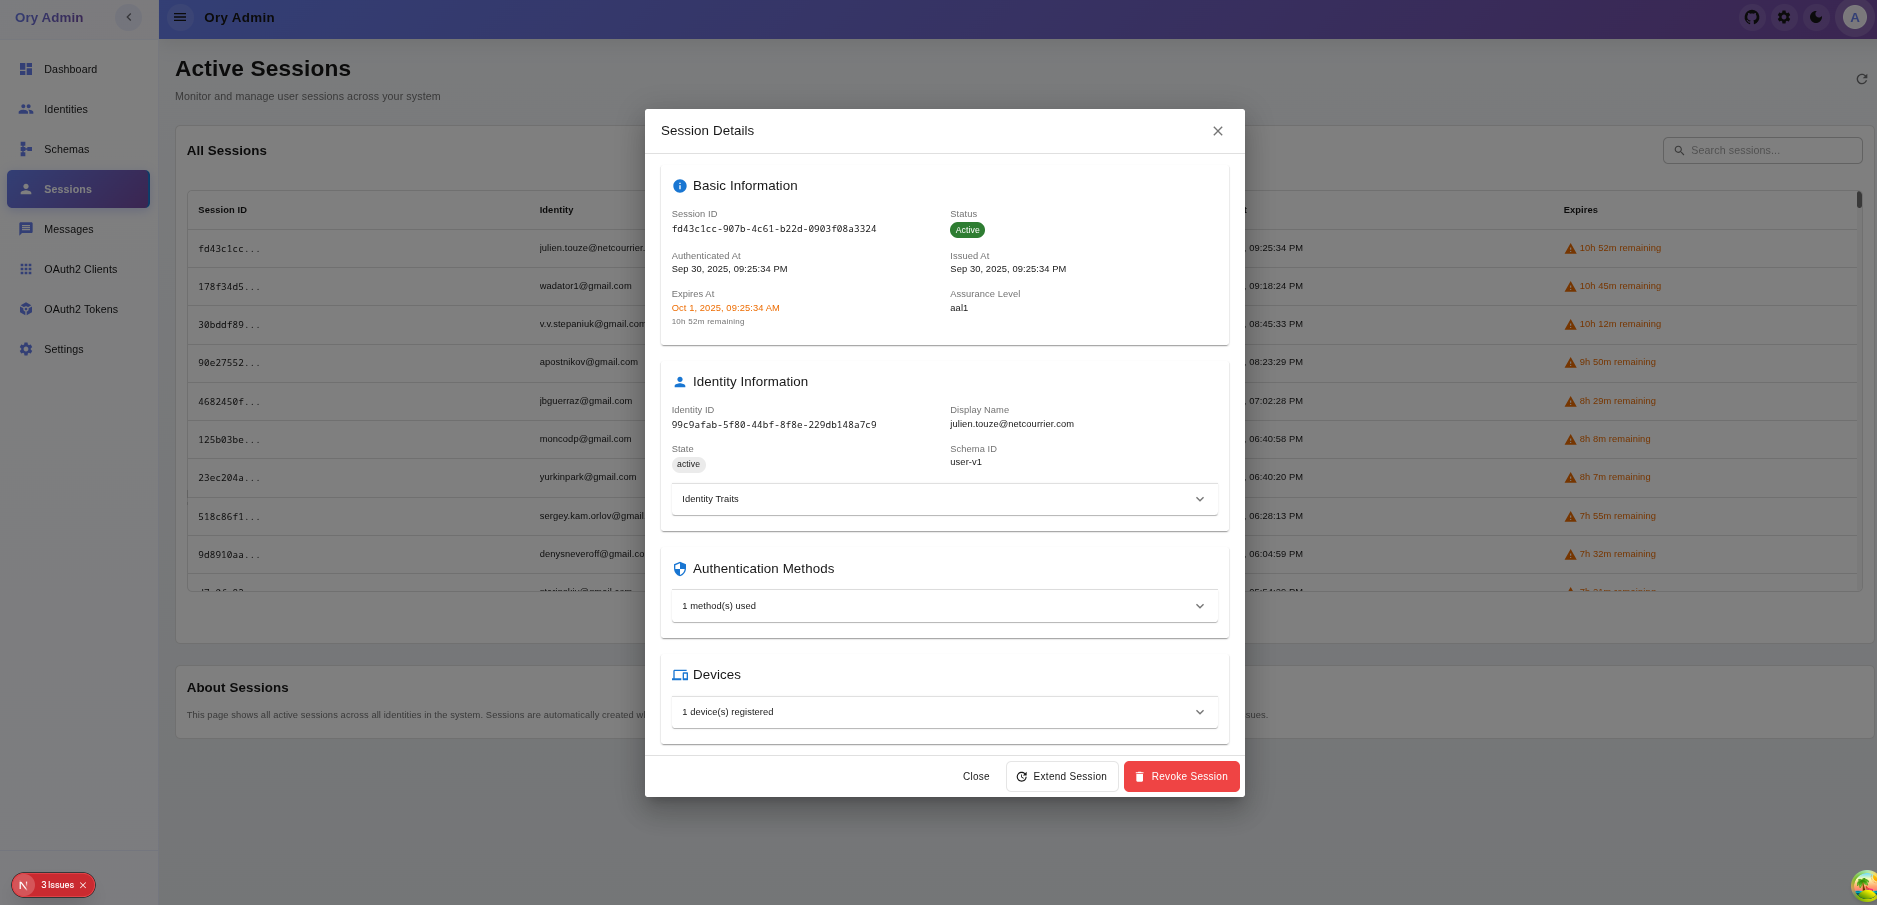 Ory Admin
Ory Admin
A
Dashboard
Identities
Schemas
Sessions
Messages
OAuth2 Clients
OAuth2 Tokens
Settings
Active Sessions
Monitor and manage user sessions across your system
All Sessions
Search sessions...
Session ID Identity Expires
fd43c1cc... julien.touze@netcourrier. , 09:25:34 PM 10h 52m remaining
178f34d5... wadator1@gmail.com , 09:18:24 PM 10h 45m remaining
30bddf89... v.v.stepaniuk@gmail.com , 08:45:33 PM 10h 12m remaining
90e27552... apostnikov@gmail.com , 08:23:29 PM 9h 50m remaining
4682450f... jbguerraz@gmail.com , 07:02:28 PM 8h 29m remaining
125b03be... moncodp@gmail.com , 06:40:58 PM 8h 8m remaining
23ec204a... yurkinpark@gmail.com , 06:40:20 PM 8h 7m remaining
518c86f1... sergey.kam.orlov@gmail , 06:28:13 PM 7h 55m remaining
9d8910aa... denysneveroff@gmail.co , 06:04:59 PM 7h 32m remaining
About Sessions
This page shows all active sessions across all identities in the system. Sessions are automatically created sues.
Session Details
Basic Information
Session ID Status
fd43c1cc-907b-4c61-b22d-0903f08a3324 Active
Authenticated At Issued At
Sep 30, 2025, 09:25:34 PM Sep 30, 2025, 09:25:34 PM
Expires At Assurance Level
Oct 1, 2025, 09:25:34 AM aal1
10h 52m remaining
Identity Information
Identity ID Display Name
99c9afab-5f80-44bf-8f8e-229db148a7c9 julien.touze@netcourrier.com
State Schema ID
active user-v1
Identity Traits
Authentication Methods
1 method(s) used
Devices
1 device(s) registered
Close Extend Session Revoke Session
N 3 Issues